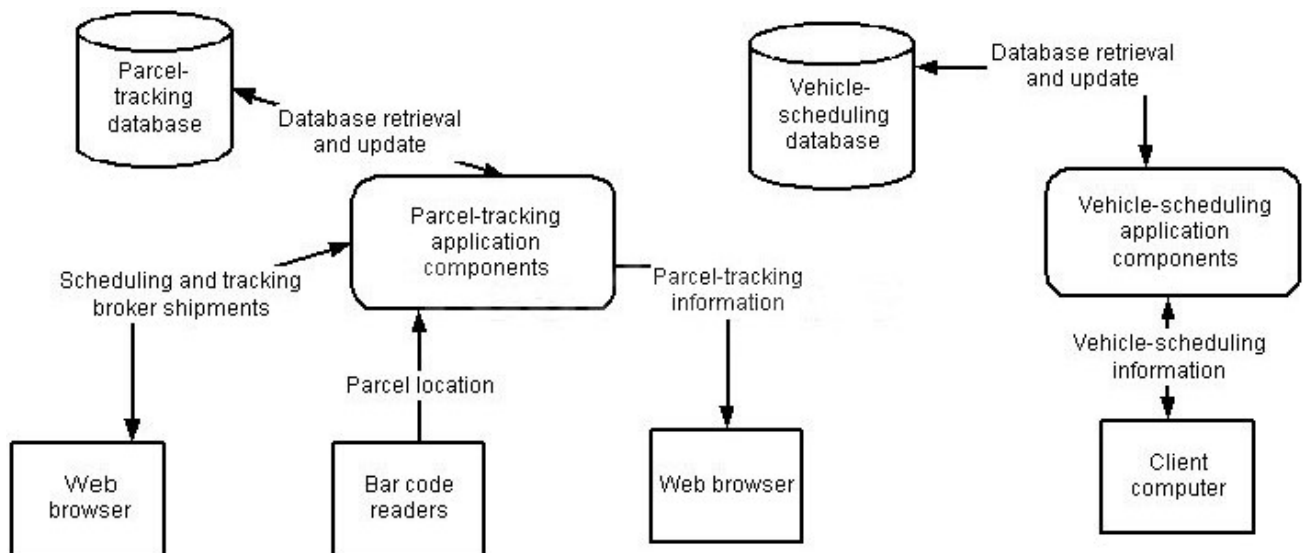 Parcel-
tracking
database
Database retrieval
and update
Vehicle-
scheduling
database
Database retrieval
and update
Parcel-tracking
application
components
Vehicle-scheduling
application
components
Scheduling and tracking
broker shipments
Parcel-tracking
information
Parcel location
Vehicle-scheduling
information
Web
browser
Bar code
readers
Web browser
Client
computer